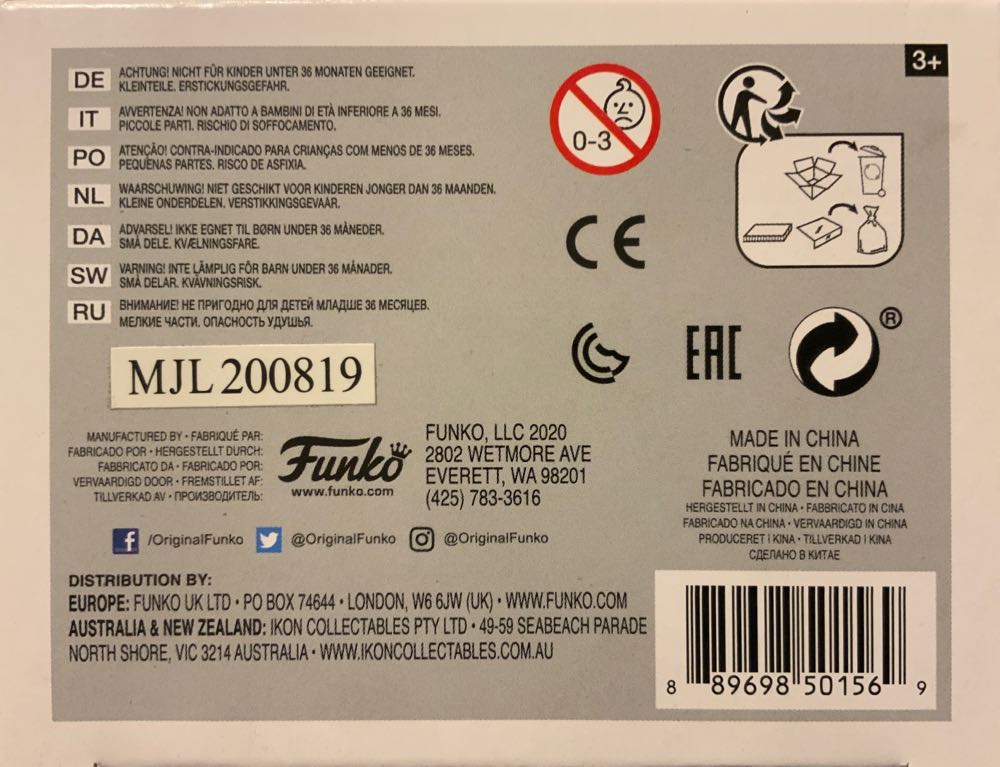 3+
DE ACHTUNG! NICHT FÜR KINDER UNTER 36 MONATEN GEEIGNET.
KLEINTEILE. ERSTICKUNGSGEFAHR.
IT AVVERTENZA! NON ADATTO A BAMBINI DI ETÀ INFERIORE A 36 MESI.
PICCOLE PARTI. RISCHIO DI SOFFOCAMENTO.
PO ATENÇÃO! CONTRA-INDICADO PARA CRIANÇAS COM MENOS DE 36 MESES.
PEQUENAS PARTES. RISCO DE ASFIXIA.
NL WAARSCHUWING! NIET GESCHIKT VOOR KINDEREN JONGER DAN 36 MAANDEN.
KLEINE ONDERDELEN. VERSTIKKINGSGEVAAR.
DA ADVARSEL! IKKE EGNET TIL BØRN UNDER 36 MÅNEDER.
SMÅ DELE. KVÆLNINGSFARE.
SW VARNING! INTE LÄMPLIG FÖR BARN UNDER 36 MÅNADER.
SMÅ DELAR. KVÄVNINGSRISK.
RU ВНИМАНИЕ! НЕ ПРИГОДНО ДЛЯ ДЕТЕЙ МЛАДШЕ 36 МЕСЯЦЕВ.
МЕЛКИЕ ЧАСТИ. ОПАСНОСТЬ УДУШЬЯ.
0-3
CE
EAC
®
MJL 200819
MANUFACTURED BY • FABRIQUÉ PAR:
FABRICADO POR • HERGESTELLT DURCH:
FABBRICATO DA • FABRICADO POR:
VERVAARDIGD DOOR • FREMSTILLET AF:
TILLVERKAD AV • ПРОИЗВОДИТЕЛЬ:
Funko
www.funko.com
FUNKO, LLC 2020
2802 WETMORE AVE
EVERETT, WA 98201
(425) 783-3616
MADE IN CHINA
FABRIQUÉ EN CHINE
FABRICADO EN CHINA
HERGESTELLT IN CHINA • FABBRICATO IN CINA
FABRICADO NA CHINA • VERVAARDIGD IN CHINA
PRODUCERET I KINA • TILLVERKAD I KINA
СДЕЛАНО В КИТАЕ
f /OriginalFunko @OriginalFunko @OriginalFunko
DISTRIBUTION BY:
EUROPE: FUNKO UK LTD • PO BOX 74644 • LONDON, W6 6JW (UK) • WWW.FUNKO.COM
AUSTRALIA & NEW ZEALAND: IKON COLLECTABLES PTY LTD • 49-59 SEABEACH PARADE
NORTH SHORE, VIC 3214 AUSTRALIA • WWW.IKONCOLLECTABLES.COM.AU
8 89698 50156 9